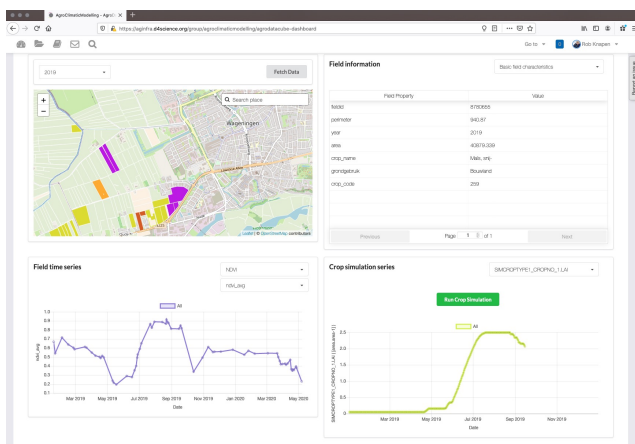 AgroClimaticModelling - AgroD
https://aginfra.d4science.org/group/agroclimaticmodelling/agrodatacube-dashboard
Go to
Rob Knapen
2019
Fetch Data
+
−
Search place
Wageningen
Leaflet | © OpenStreetMap contributors
Field information
Basic field characteristics
Field Property Value
fieldid 8780855
perimeter 940.87
year 2019
area 40979.339
crop_name Maïs, snij
grondgebruik Bouwland
crop_code 259
Previous Page 1 of 1 Next
Field time series
NDVI
ndvi_avg
All
1.0
0.9
0.8
0.7
0.6
0.5
0.4
0.3
0.2
0.1
ndvi_avg
Mar 2019 May 2019 Jul 2019 Sep 2019 Nov 2019 Jan 2020 Mar 2020 May 2020
Date
Crop simulation series
SIMCROPTYPE1_CROPNO_1.LAI
Run Crop Simulation
All
Mar 2019 May 2019 Jul 2019 Sep 2019 Nov 2019
Date